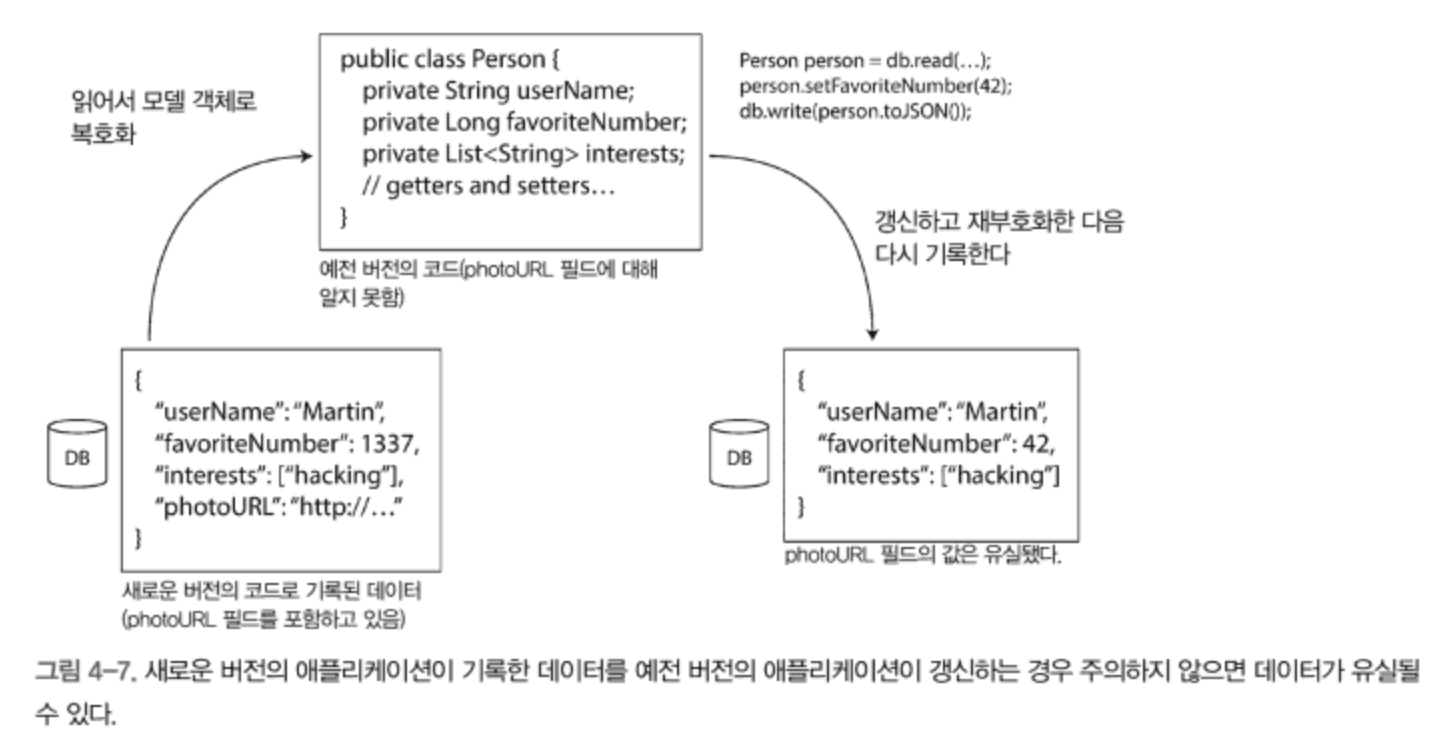 public class Person {
private String userName;
private Long favoriteNumber;
private List<String> interests;
// getters and setters…
}
Person person = db.read(…);
person.setFavoriteNumber(42);
db.write(person.toJSON());
읽어서 모델 객체로
복호화
갱신하고 재부호화한 다음
다시 기록한다
예전 버전의 코드(photoURL 필드에 대해
알지 못함)
DB
{
“userName”: “Martin”,
“favoriteNumber”: 1337,
“interests”: [“hacking”],
“photoURL”: “http://…”
}
새로운 버전의 코드로 기록된 데이터
(photoURL 필드를 포함하고 있음)
DB
{
“userName”: “Martin”,
“favoriteNumber”: 42,
“interests”: [“hacking”]
}
photoURL 필드의 값은 유실됐다.
그림 4-7. 새로운 버전의 애플리케이션이 기록한 데이터를 예전 버전의 애플리케이션이 갱신하는 경우 주의하지 않으면 데이터가 유실될
수 있다.